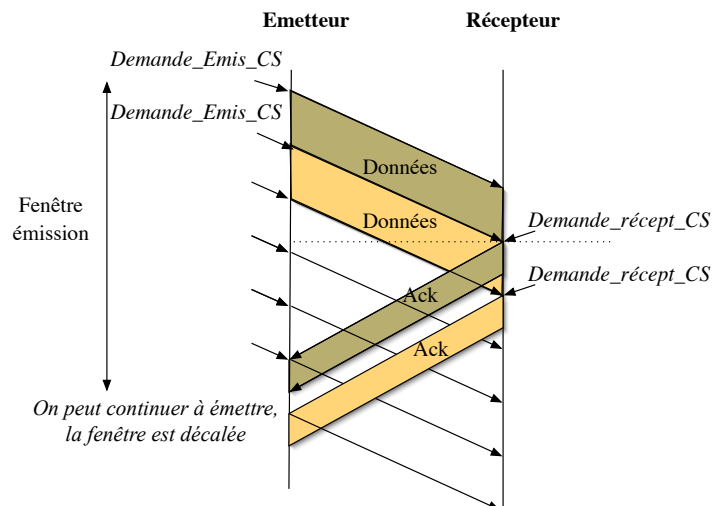 Emetteur
Récepteur
Demande_Emis_CS
Demande_Emis_CS
Données
Fenêtre
émission
Données
Demande_récept_CS
Demande_récept_CS
Ack
Ack
On peut continuer à émettre,
la fenêtre est décalée